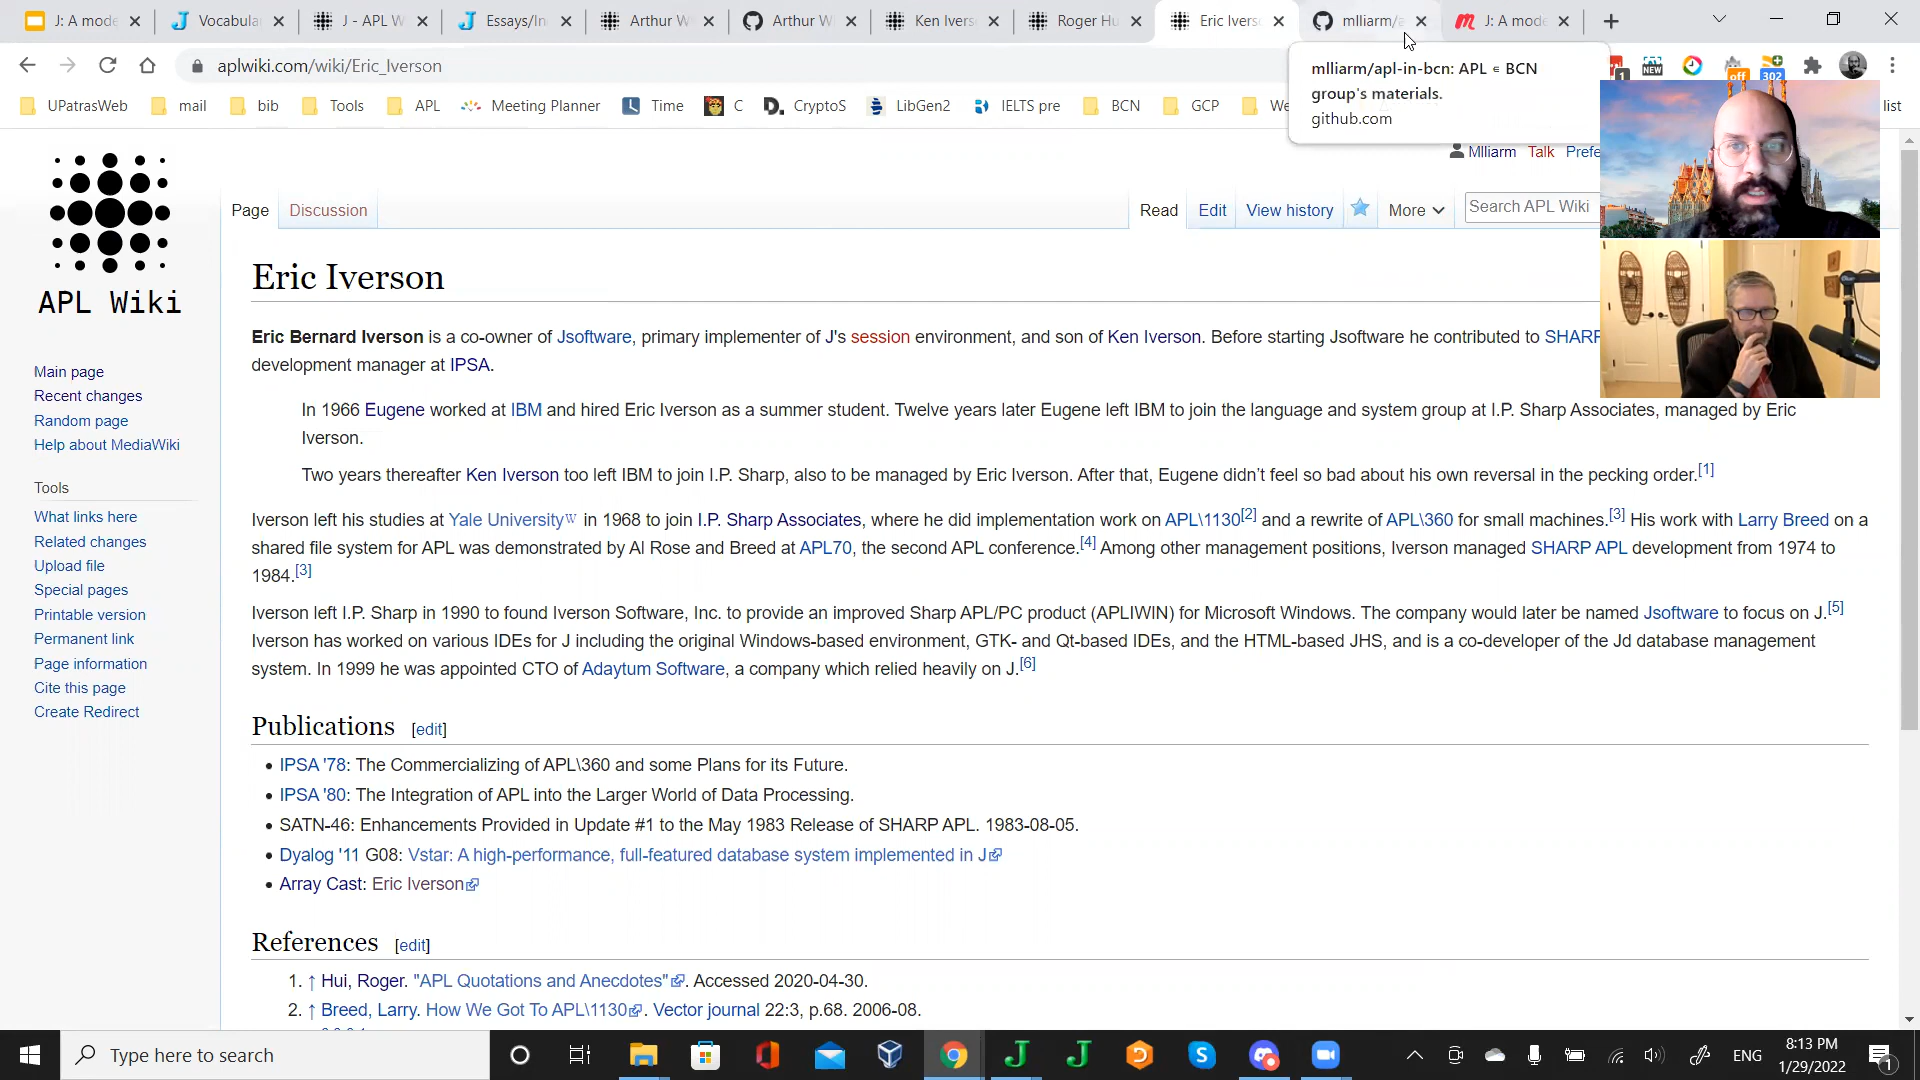 J: A mode
Vocabula
J - APL W
Essays/In
Arthur W
Arthur W
Ken Ivers
Roger Hu
Eric Iverso
mlliarm/a
J: A mode
aplwiki.com/wiki/Eric_Iverson
1
NEW
off
302
mlliarm/apl-in-bcn: APL ∊ BCN
group's materials.
github.com
UPatrasWeb
mail
bib
Tools
APL
Meeting Planner
Time
C
CryptoS
LibGen2
IELTS pre
BCN
GCP
We
list
Mlliarm Talk Prefe
Page Discussion
Read Edit View history More
Search APL Wiki
APL Wiki
Main page
Recent changes
Random page
Help about MediaWiki
Tools
What links here
Related changes
Upload file
Special pages
Printable version
Permanent link
Page information
Cite this page
Create Redirect
Eric Iverson
Eric Bernard Iverson is a co-owner of Jsoftware, primary implementer of J's session environment, and son of Ken Iverson. Before starting Jsoftware he contributed to SHARP
development manager at IPSA.
In 1966 Eugene worked at IBM and hired Eric Iverson as a summer student. Twelve years later Eugene left IBM to join the language and system group at I.P. Sharp Associates, managed by Eric
Iverson.
Two years thereafter Ken Iverson too left IBM to join I.P. Sharp, also to be managed by Eric Iverson. After that, Eugene didn't feel so bad about his own reversal in the pecking order.[1]
Iverson left his studies at Yale University W in 1968 to join I.P. Sharp Associates, where he did implementation work on APL\1130[2] and a rewrite of APL\360 for small machines.[3] His work with Larry Breed on a
shared file system for APL was demonstrated by Al Rose and Breed at APL70, the second APL conference.[4] Among other management positions, Iverson managed SHARP APL development from 1974 to
1984.[3]
Iverson left I.P. Sharp in 1990 to found Iverson Software, Inc. to provide an improved Sharp APL/PC product (APLIWIN) for Microsoft Windows. The company would later be named Jsoftware to focus on J.[5]
Iverson has worked on various IDEs for J including the original Windows-based environment, GTK- and Qt-based IDEs, and the HTML-based JHS, and is a co-developer of the Jd database management
system. In 1999 he was appointed CTO of Adaytum Software, a company which relied heavily on J.[6]
Publications [edit]
• IPSA '78: The Commercializing of APL\360 and some Plans for its Future.
• IPSA '80: The Integration of APL into the Larger World of Data Processing.
• SATN-46: Enhancements Provided in Update #1 to the May 1983 Release of SHARP APL. 1983-08-05.
• Dyalog '11 G08: Vstar: A high-performance, full-featured database system implemented in J
• Array Cast: Eric Iverson
References [edit]
1. ↑ Hui, Roger. "APL Quotations and Anecdotes". Accessed 2020-04-30.
2. ↑ Breed, Larry. How We Got To APL\1130. Vector journal 22:3, p.68. 2006-08.
Type here to search
ENG
8:13 PM
1/29/2022
1